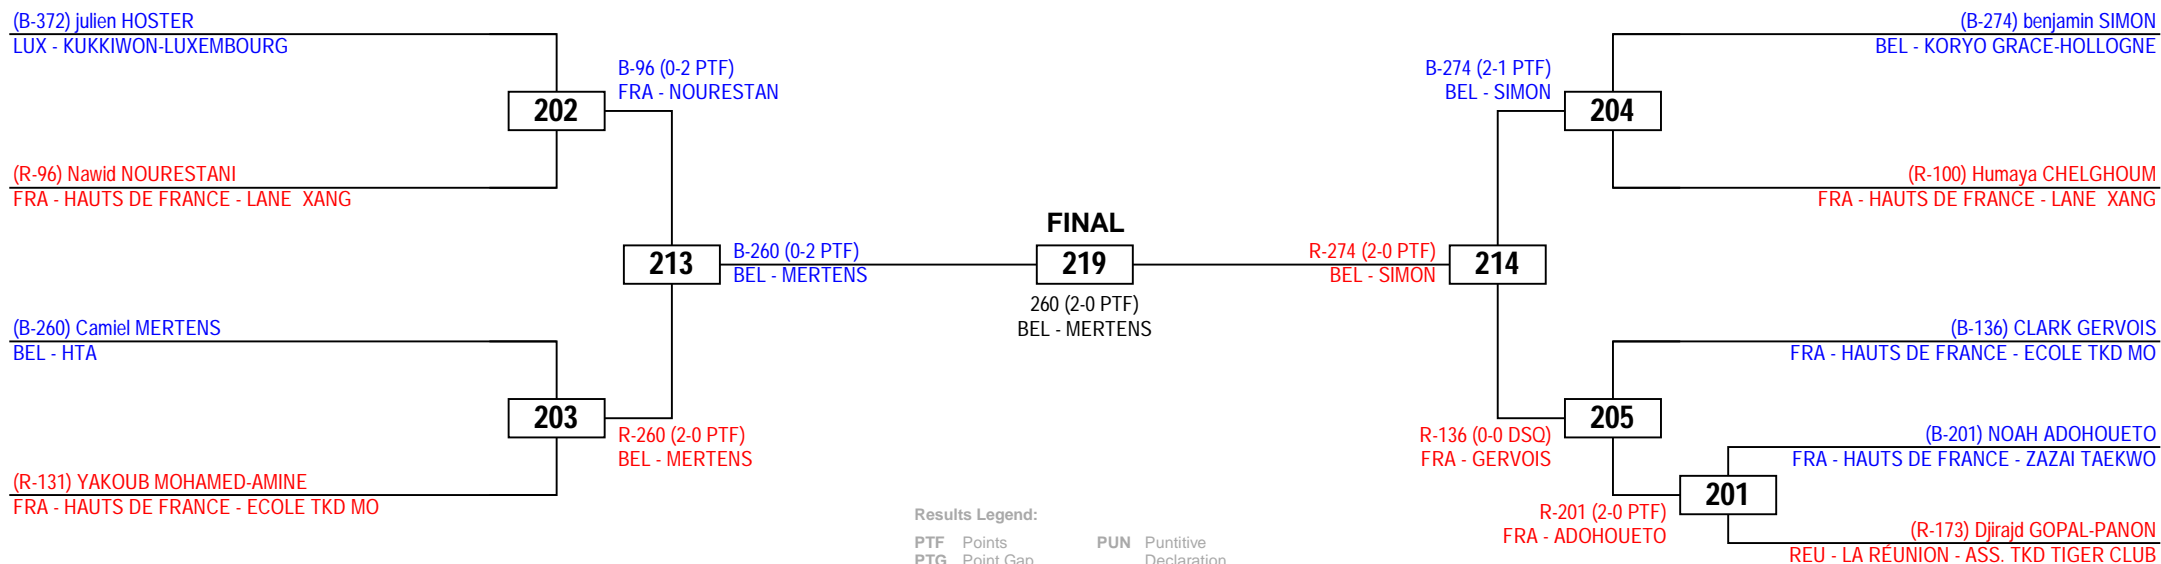 (B-372) julien HOSTER
LUX - KUKKIWON-LUXEMBOURG
B-96 (0-2 PTF)
FRA - NOURESTAN
202
(R-96) Nawid NOURESTANI
FRA - HAUTS DE FRANCE - LANE  XANG
213
B-260 (0-2 PTF)
BEL - MERTENS
(B-260) Camiel MERTENS
BEL - HTA
203
R-260 (2-0 PTF)
BEL - MERTENS
(R-131) YAKOUB MOHAMED-AMINE
FRA - HAUTS DE FRANCE - ECOLE TKD MO
FINAL
219
260 (2-0 PTF)
BEL - MERTENS
(B-274) benjamin SIMON
BEL - KORYO GRACE-HOLLOGNE
B-274 (2-1 PTF)
BEL - SIMON
204
(R-100) Humaya CHELGHOUM
FRA - HAUTS DE FRANCE - LANE  XANG
R-274 (2-0 PTF)
BEL - SIMON
214
(B-136) CLARK GERVOIS
FRA - HAUTS DE FRANCE - ECOLE TKD MO
205
R-136 (0-0 DSQ)
FRA - GERVOIS
(B-201) NOAH ADOHOUETO
FRA - HAUTS DE FRANCE - ZAZAI TAEKWO
201
R-201 (2-0 PTF)
FRA - ADOHOUETO
(R-173) Djirajd GOPAL-PANON
REU - LA RÉUNION - ASS. TKD TIGER CLUB
Results Legend:
PTF Points
PUN Puntitive
PTG Point Gap
Declaration